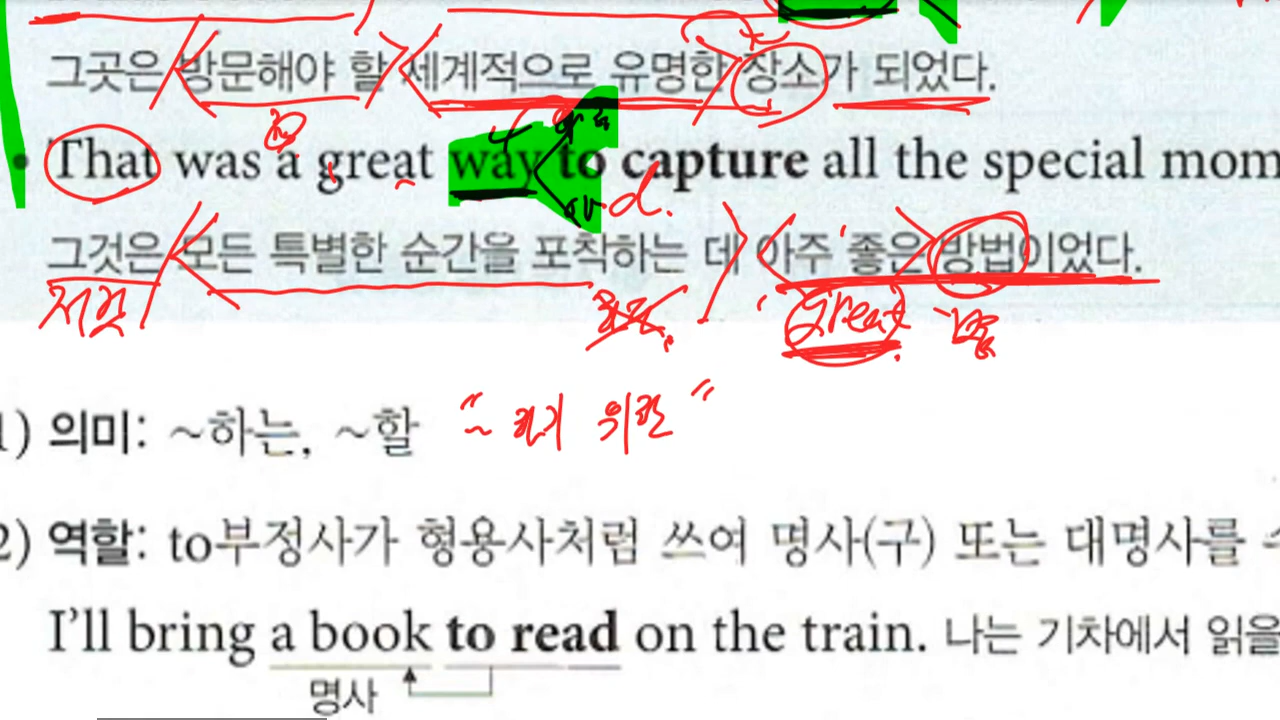 그곳은 방문해야 할 세계적으로 유명한 장소가 되었다.
That was a great way to capture all the special mom
그것은 모든 특별한 순간을 포착하는 데 아주 좋은 방법이었다.
Great
1) 의미: ~하는, ~할 "~ 하기 위한"
2) 역할: to부정사가 형용사처럼 쓰여 명사(구) 또는 대명사를
I'll bring a book to read on the train. 나는 기차에서 읽을
명사